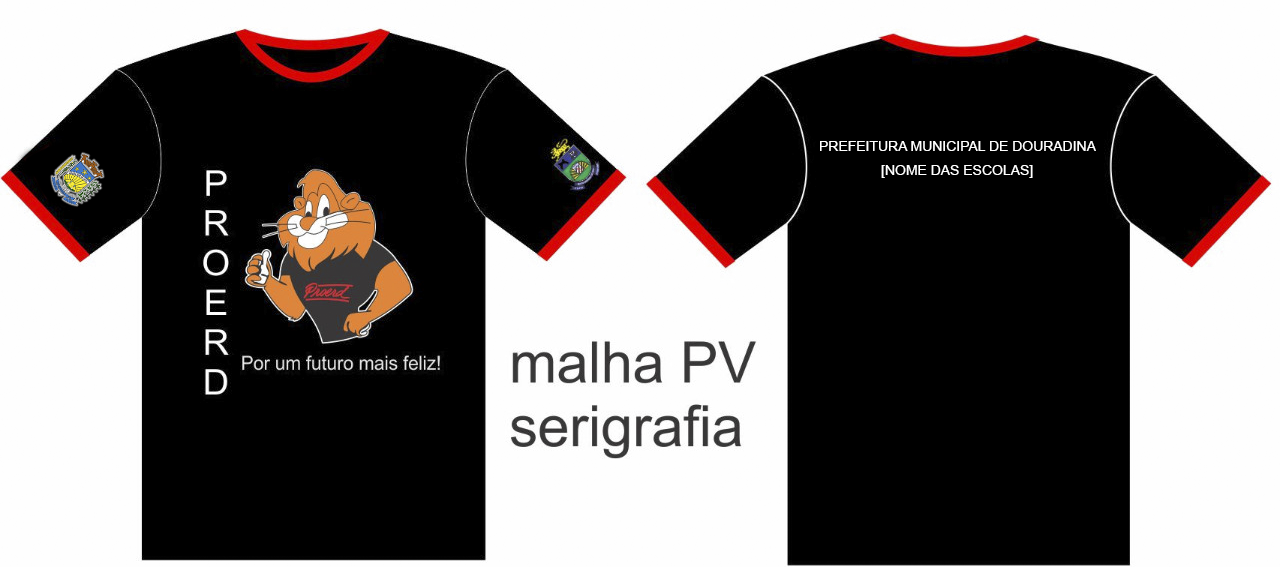 PROERD
Proerd
Por um futuro mais feliz!
malha PV
serigrafia
PREFEITURA MUNICIPAL DE DOURADINA
[NOME DAS ESCOLAS]